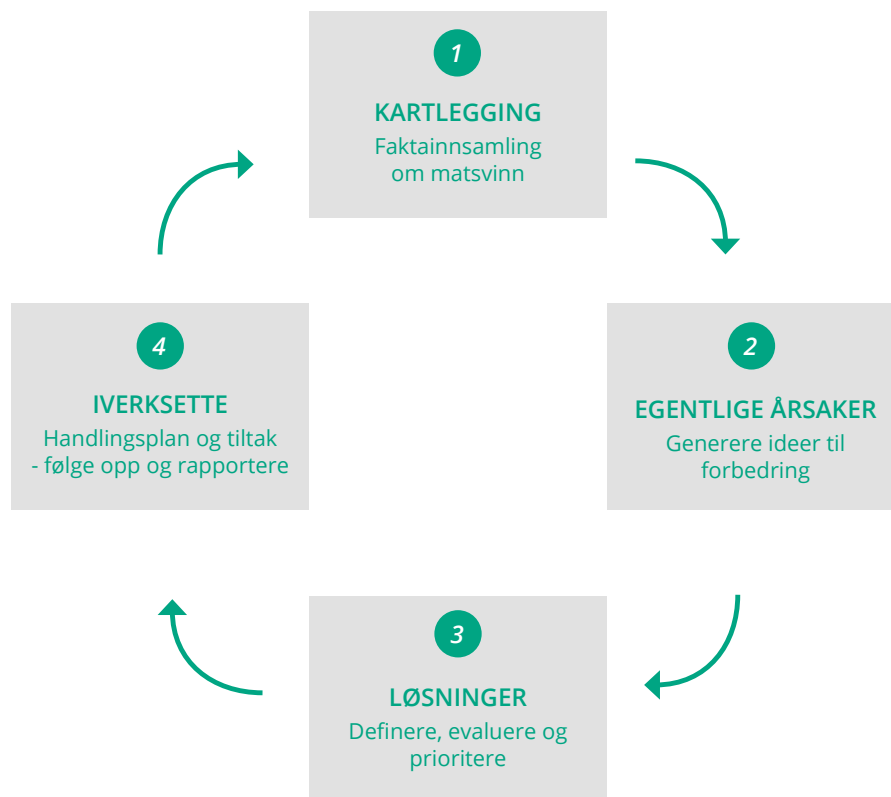 1
KARTLEGGING
Faktainnsamling
om matsvinn
2
EGENTLIGE ÅRSAKER
Generere ideer til
forbedring
3
LØSNINGER
Definere, evaluere og
prioritere
4
IVERKSETTE
Handlingsplan og tiltak
- følge opp og rapportere